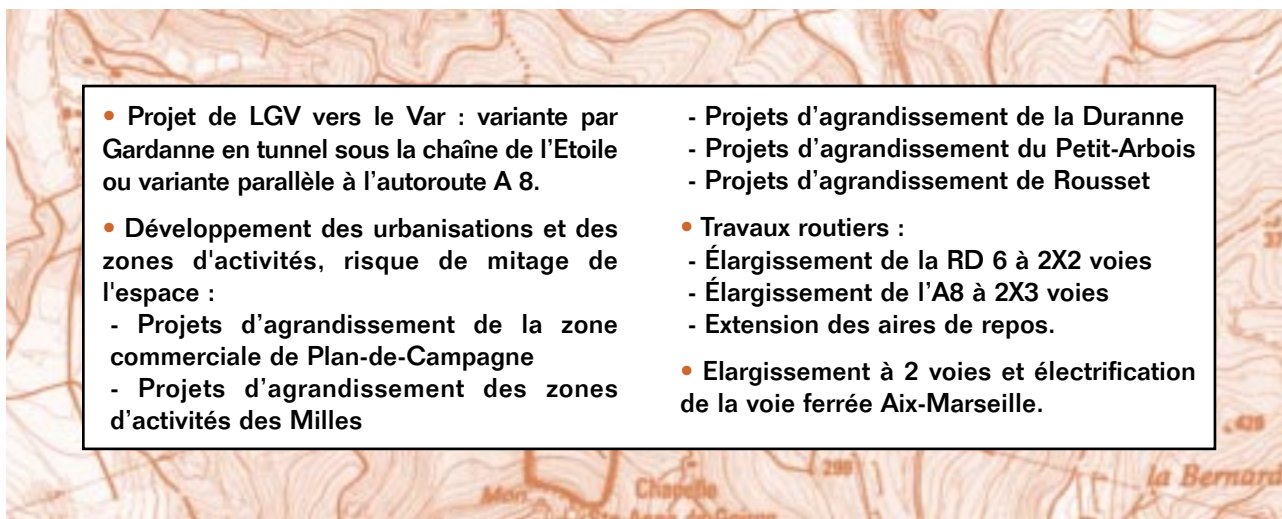 • Projet de LGV vers le Var : variante par
Gardanne en tunnel sous la chaîne de l’Etoile
ou variante parallèle à l’autoroute A 8.
• Développement des urbanisations et des
zones d'activités, risque de mitage de
l'espace :
- Projets d’agrandissement de la zone
commerciale de Plan-de-Campagne
- Projets d’agrandissement des zones
d’activités des Milles
- Projets d’agrandissement de la Duranne
- Projets d’agrandissement du Petit-Arbois
- Projets d’agrandissement de Rousset
• Travaux routiers :
- Élargissement de la RD 6 à 2X2 voies
- Élargissement de l’A8 à 2X3 voies
- Extension des aires de repos.
• Elargissement à 2 voies et électrification
de la voie ferrée Aix-Marseille.
299
Chapelle
la Bernard